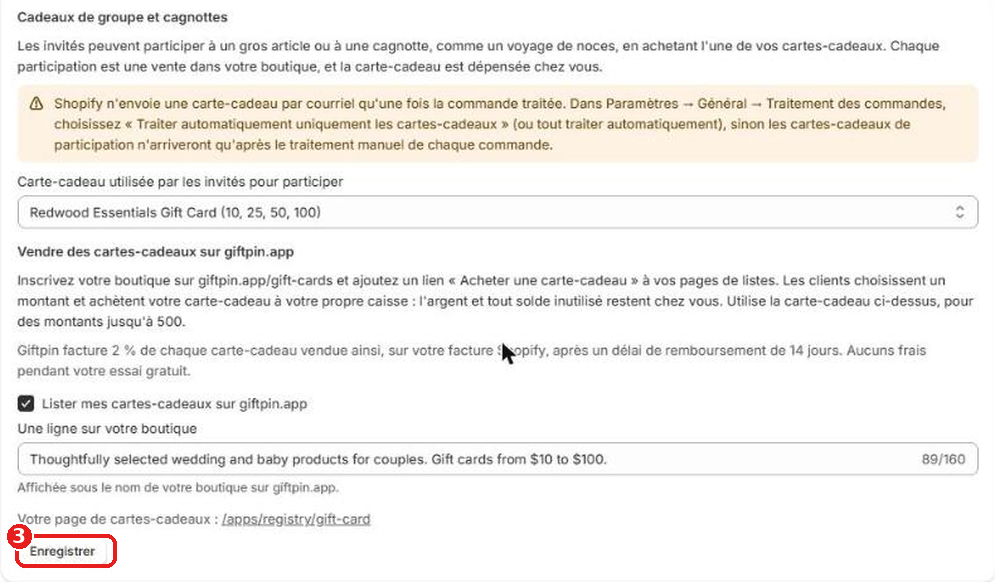 Cadeaux de groupe et cagnottes
Les invités peuvent participer à un gros article ou à une cagnotte, comme un voyage de noces, en achetant l'une de vos cartes-cadeaux. Chaque
participation est une vente dans votre boutique, et la carte-cadeau est dépensée chez vous.
Shopify n'envoie une carte-cadeau par courriel qu'une fois la commande traitée. Dans Paramètres → Général → Traitement des commandes,
choisissez « Traiter automatiquement uniquement les cartes-cadeaux » (ou tout traiter automatiquement), sinon les cartes-cadeaux de
participation n'arriveront qu'après le traitement manuel de chaque commande.
Carte-cadeau utilisée par les invités pour participer
Redwood Essentials Gift Card (10, 25, 50, 100)
Vendre des cartes-cadeaux sur giftpin.app
Inscrivez votre boutique sur giftpin.app/gift-cards et ajoutez un lien « Acheter une carte-cadeau » à vos pages de listes. Les clients choisissent un
montant et achètent votre carte-cadeau à votre propre caisse : l'argent et tout solde inutilisé restent chez vous. Utilise la carte-cadeau ci-dessus, pour
des montants jusqu'à 500.
Giftpin facture 2 % de chaque carte-cadeau vendue ainsi, sur votre facture Shopify, après un délai de remboursement de 14 jours. Aucuns frais
pendant votre essai gratuit.
Lister mes cartes-cadeaux sur giftpin.app
Une ligne sur votre boutique
Thoughtfully selected wedding and baby products for couples. Gift cards from $10 to $100. 89/160
Affichée sous le nom de votre boutique sur giftpin.app.
Votre page de cartes-cadeaux : /apps/registry/gift-card
3
Enregistrer